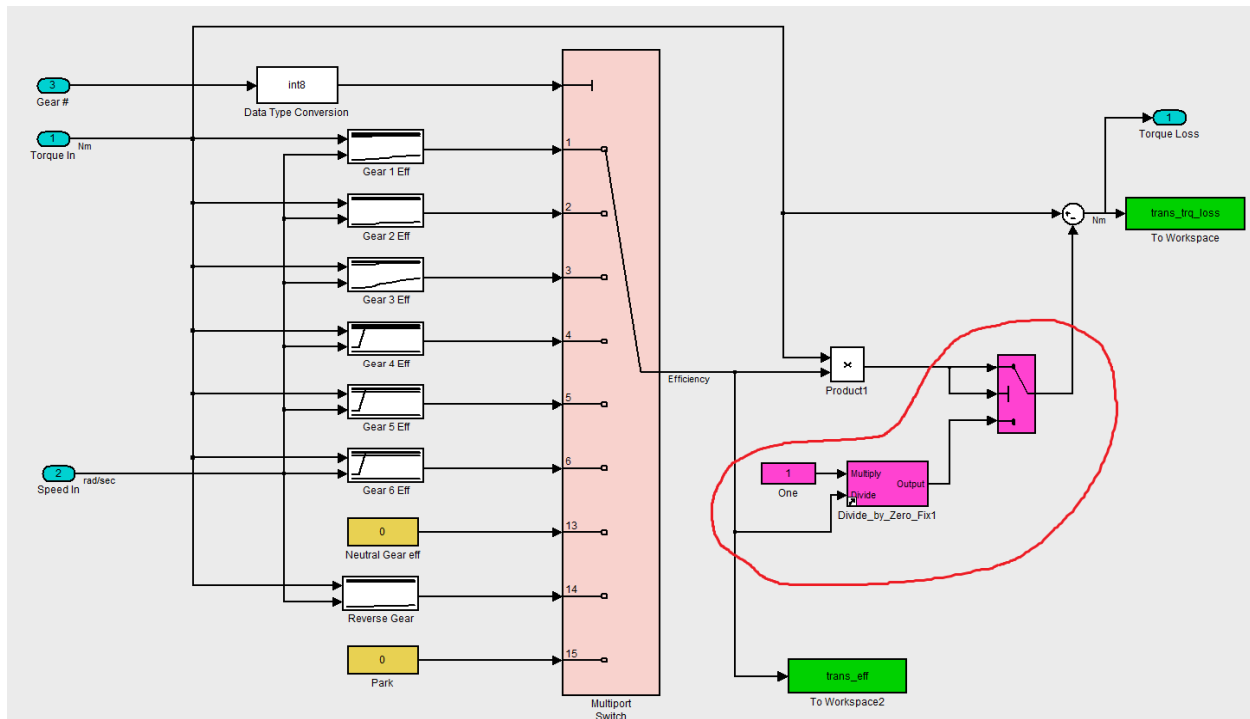 3
Gear #
int8
Data Type Conversion
1
Torque In
Nm
Gear 1 Eff
Gear 2 Eff
Gear 3 Eff
Gear 4 Eff
Gear 5 Eff
Gear 6 Eff
2
Speed In
rad/sec
0
Neutral Gear eff
Reverse Gear
0
Park
1
2
3
4
5
6
13
14
15
Multiport
Switch
Efficiency
×
Product1
1
One
Multiply
Divide
Output
Divide_by_Zero_Fix1
trans_eff
To Workspace2
+
-
Nm
1
Torque Loss
trans_trq_loss
To Workspace